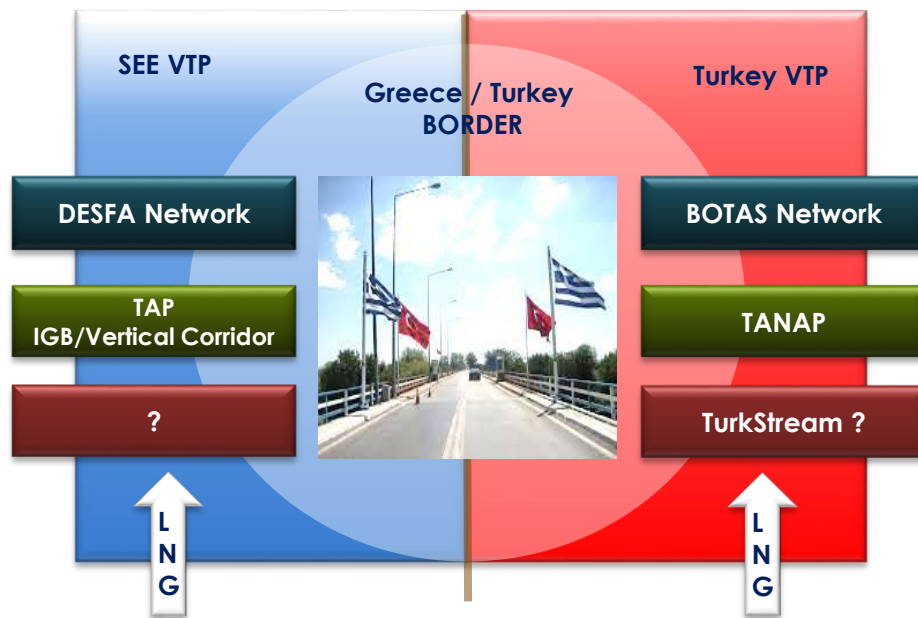 SEE VTP
Turkey VTP
Greece / Turkey
BORDER
DESFA Network
BOTAS Network
TAP
IGB/Vertical Corridor
TANAP
?
TurkStream ?
L
N
G
L
N
G